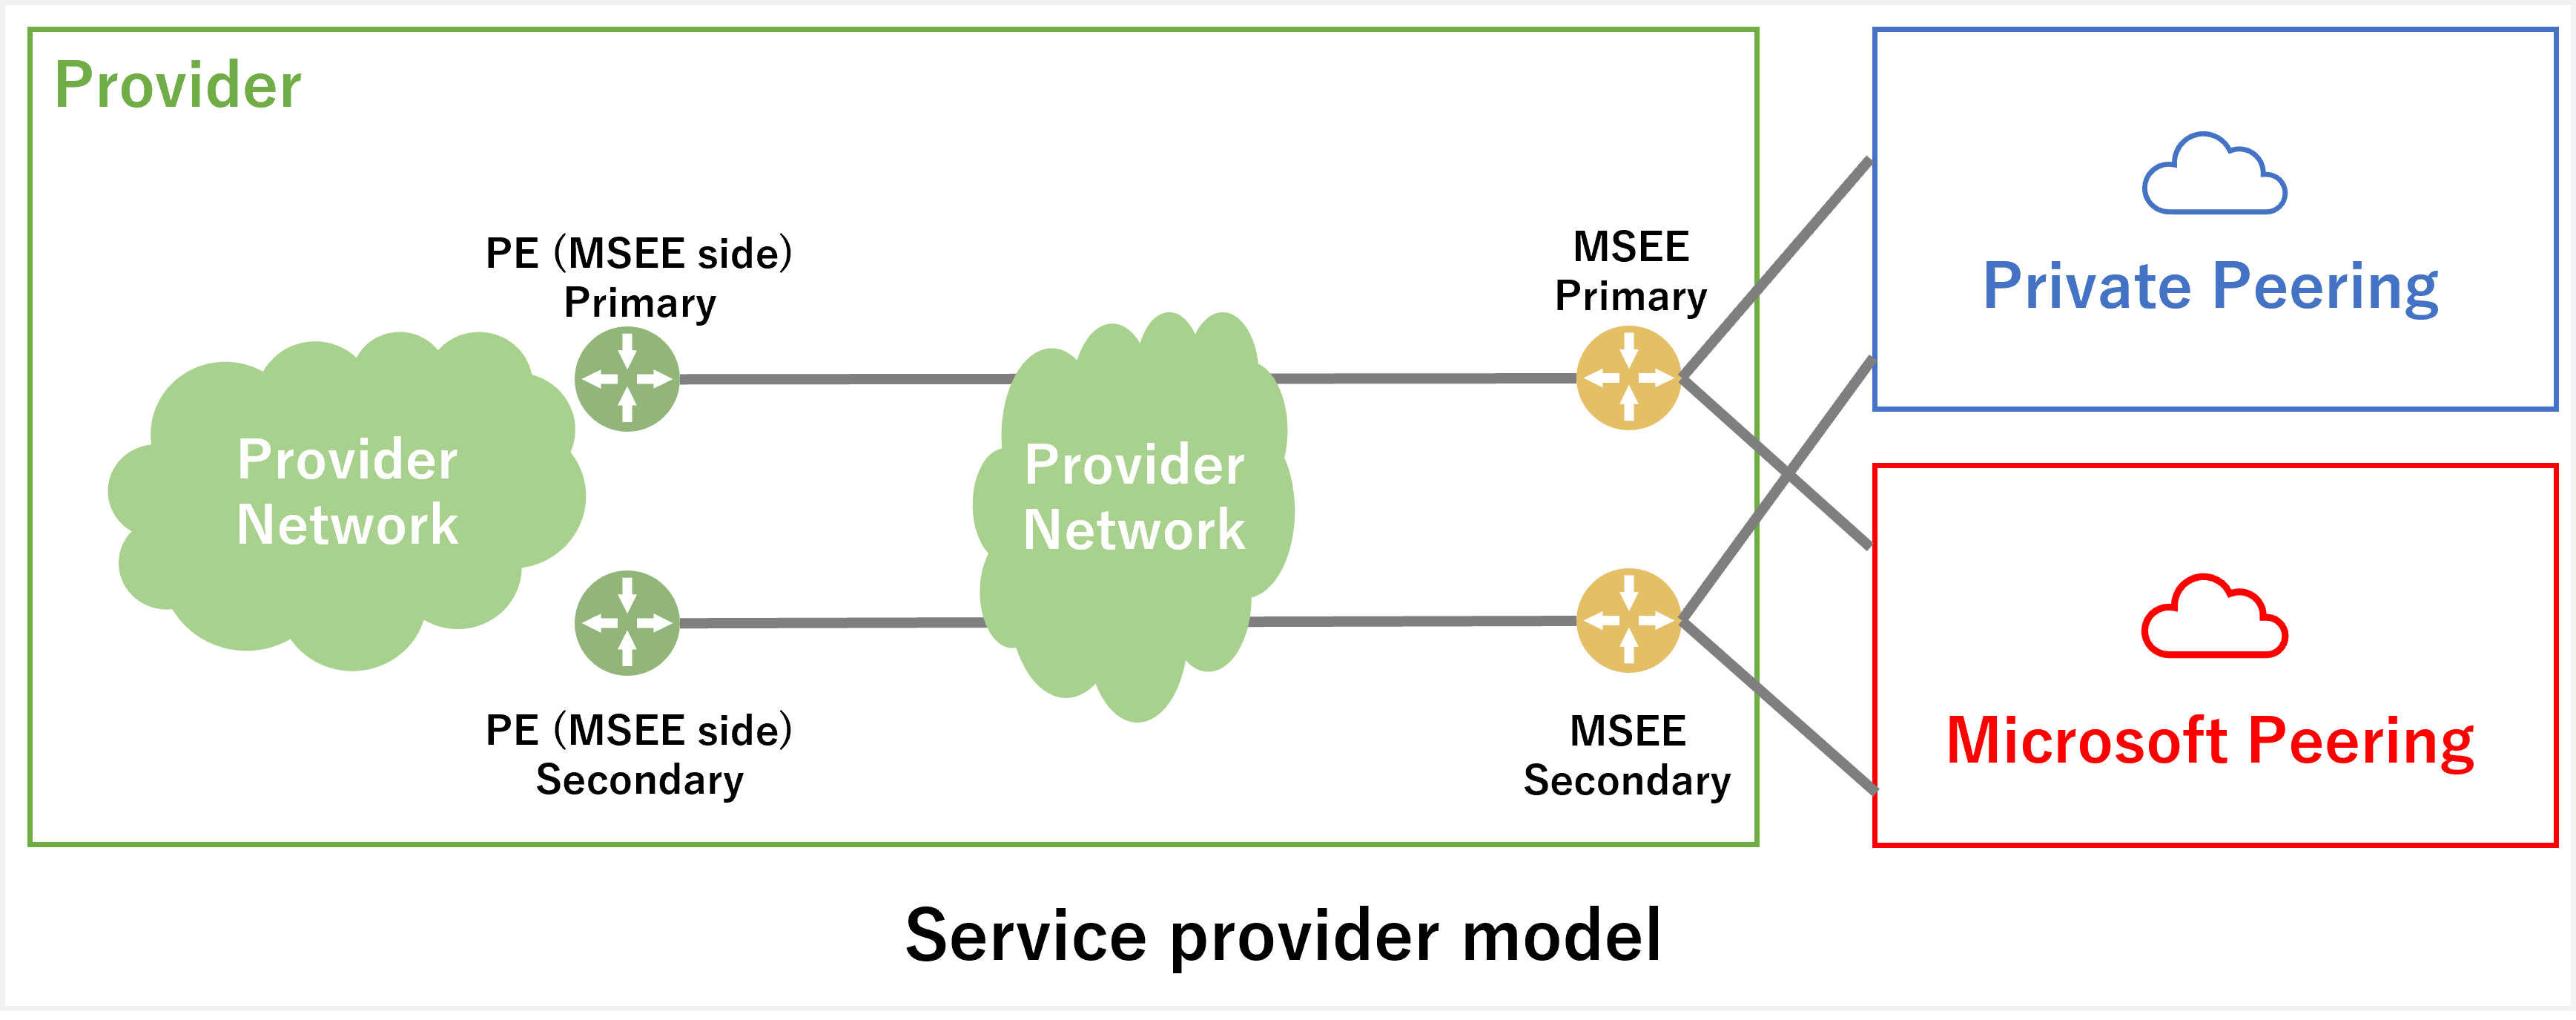 Provider
PE (MSEE side)
Primary
MSEE
Primary
Private Peering
Provider
Network
Provider
Network
PE (MSEE side)
Secondary
MSEE
Secondary
Microsoft Peering
Service provider model